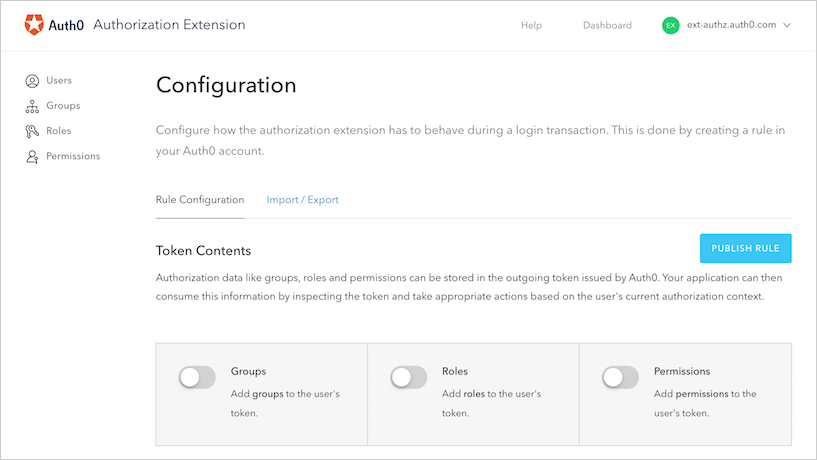 Auth0 Authorization Extension
Help
Dashboard
EX ext-authz.auth0.com
Users
Groups
Roles
Permissions
Configuration
Configure how the authorization extension has to behave during a login transaction. This is done by creating a rule in
your Auth0 account.
Rule Configuration
Import / Export
Token Contents
PUBLISH RULE
Authorization data like groups, roles and permissions can be stored in the outgoing token issued by Auth0. Your application can then
consume this information by inspecting the token and take appropriate actions based on the user's current authorization context.
Groups
Add groups to the user's
token.
Roles
Add roles to the user's
token.
Permissions
Add permissions to the
user's token.